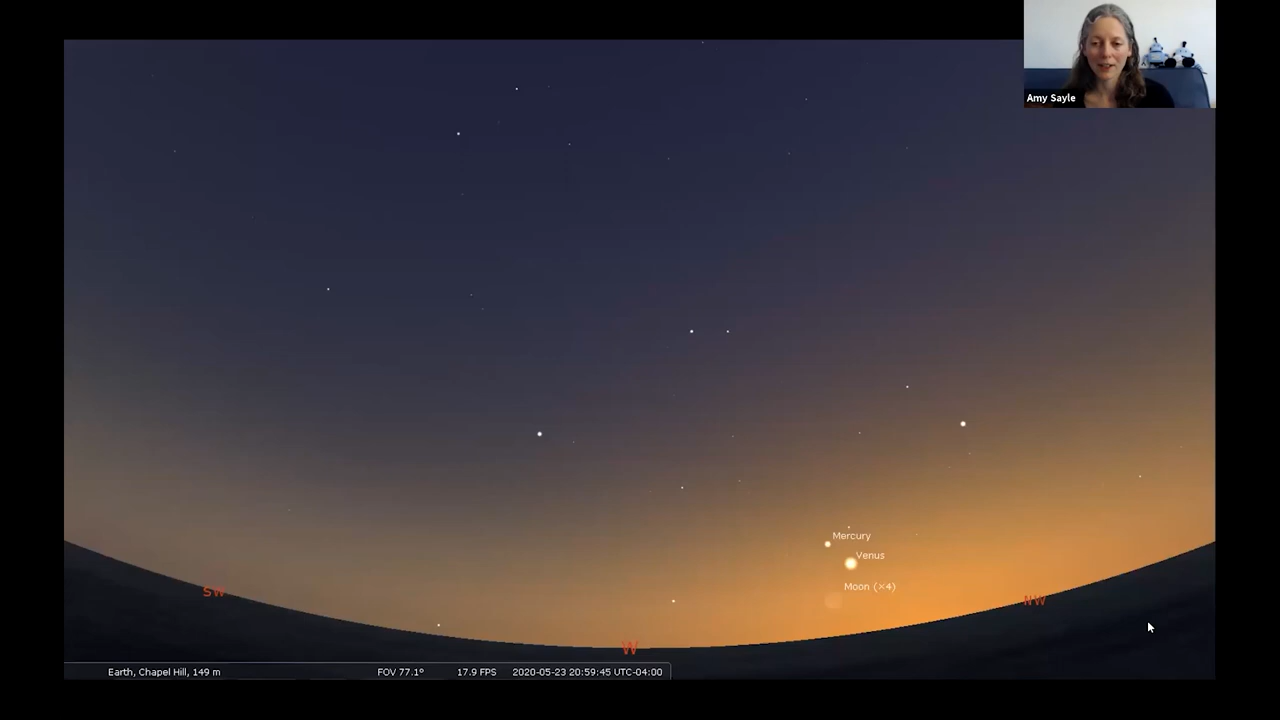 Amy Sayle
Mercury
Venus
Moon (×4)
SW
NW
W
Earth, Chapel Hill, 149 m FOV 77.1° 17.9 FPS 2020-05-23 20:59:45 UTC-04:00